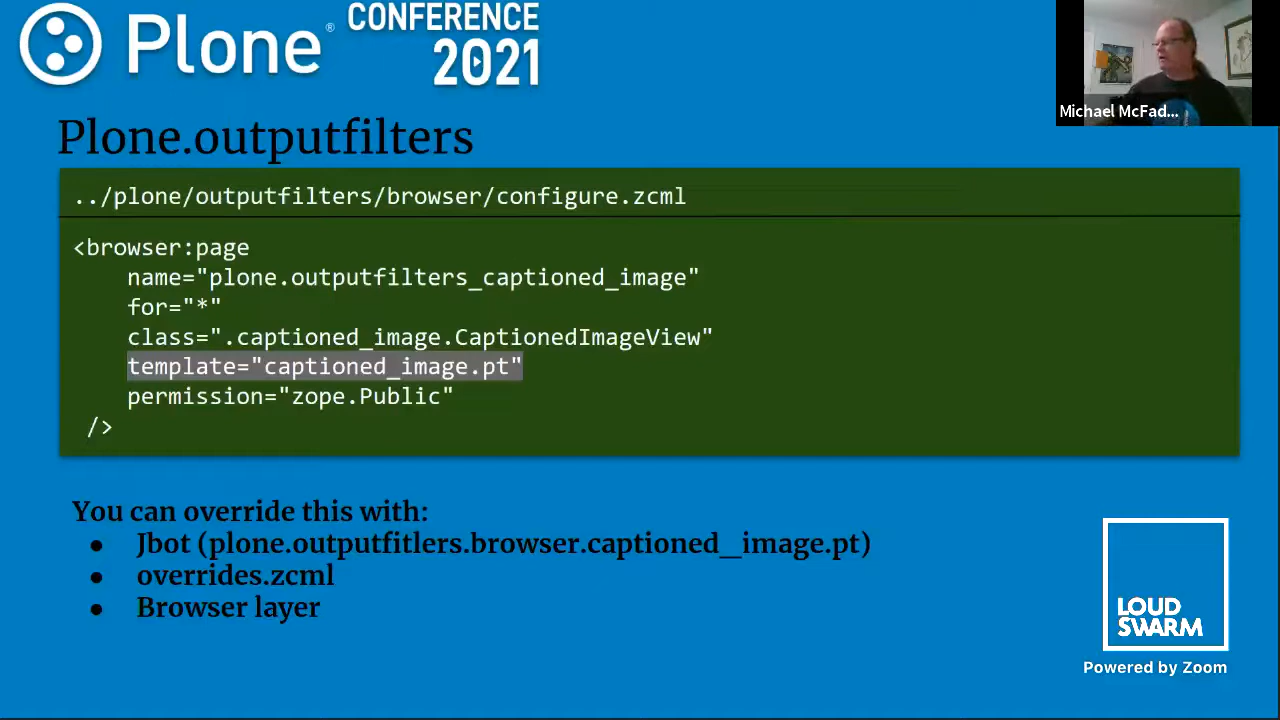 Plone® CONFERENCE
2021
Michael McFad...
Plone.outputfilters
../plone/outputfilters/browser/configure.zcml
<browser:page
name="plone.outputfilters_captioned_image"
for="*"
class=".captioned_image.CaptionedImageView"
template="captioned_image.pt"
permission="zope.Public"
/>
You can override this with:
● Jbot (plone.outputfitlers.browser.captioned_image.pt)
● overrides.zcml
● Browser layer
LOUD
SWARM
Powered by Zoom